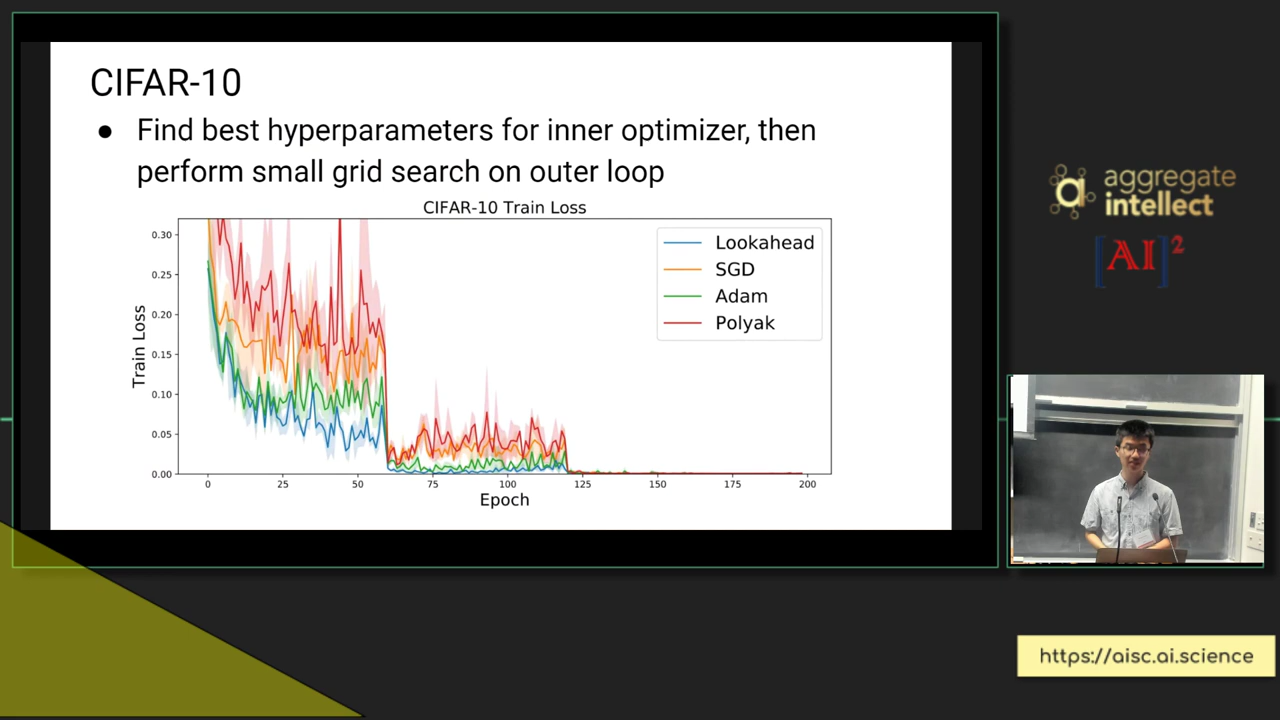 CIFAR-10
● Find best hyperparameters for inner optimizer, then
perform small grid search on outer loop
CIFAR-10 Train Loss
0.30
0.25
0.20
0.15
0.10
0.05
0.00
Train Loss
Lookahead
SGD
Adam
Polyak
0 25 50 75 100 125 150 175 200
Epoch
aggregate
intellect
[AI]²
https://aisc.ai.science